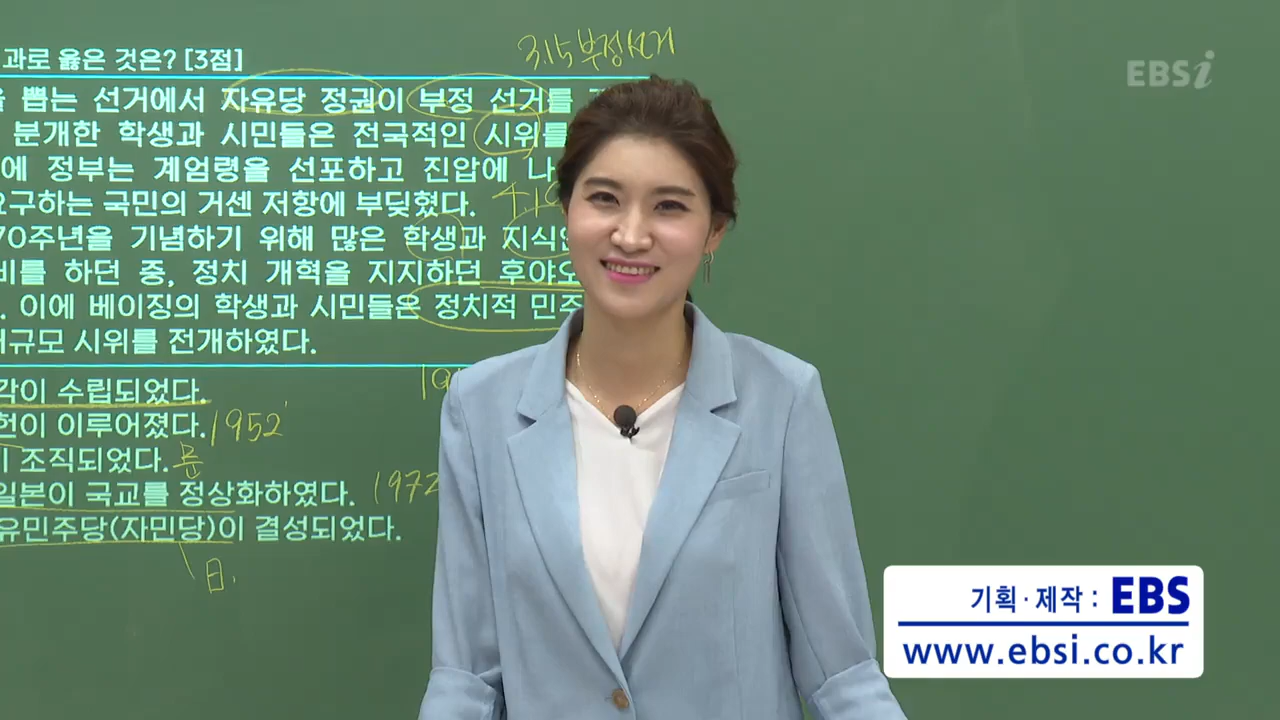 과로 옳은 것은? [3점]
3.15 부정선거
EBSi
뽑는 선거에서 자유당 정권이 부정 선거를
분개한 학생과 시민들은 전국적인 시위를
에 정부는 계엄령을 선포하고 진압에 나
요구하는 국민의 거센 저항에 부딪혔다.
70주년을 기념하기 위해 많은 학생과 지식인
비를 하던 중, 정치 개혁을 지지하던 후야오
. 이에 베이징의 학생과 시민들은 정치적 민주
대규모 시위를 전개하였다.
각이 수립되었다.
헌이 이루어졌다. 1952
이 조직되었다. 문
일본이 국교를 정상화하였다. 1972
유민주당(자민당)이 결성되었다.
日.
기획·제작 : EBS
www.ebsi.co.kr